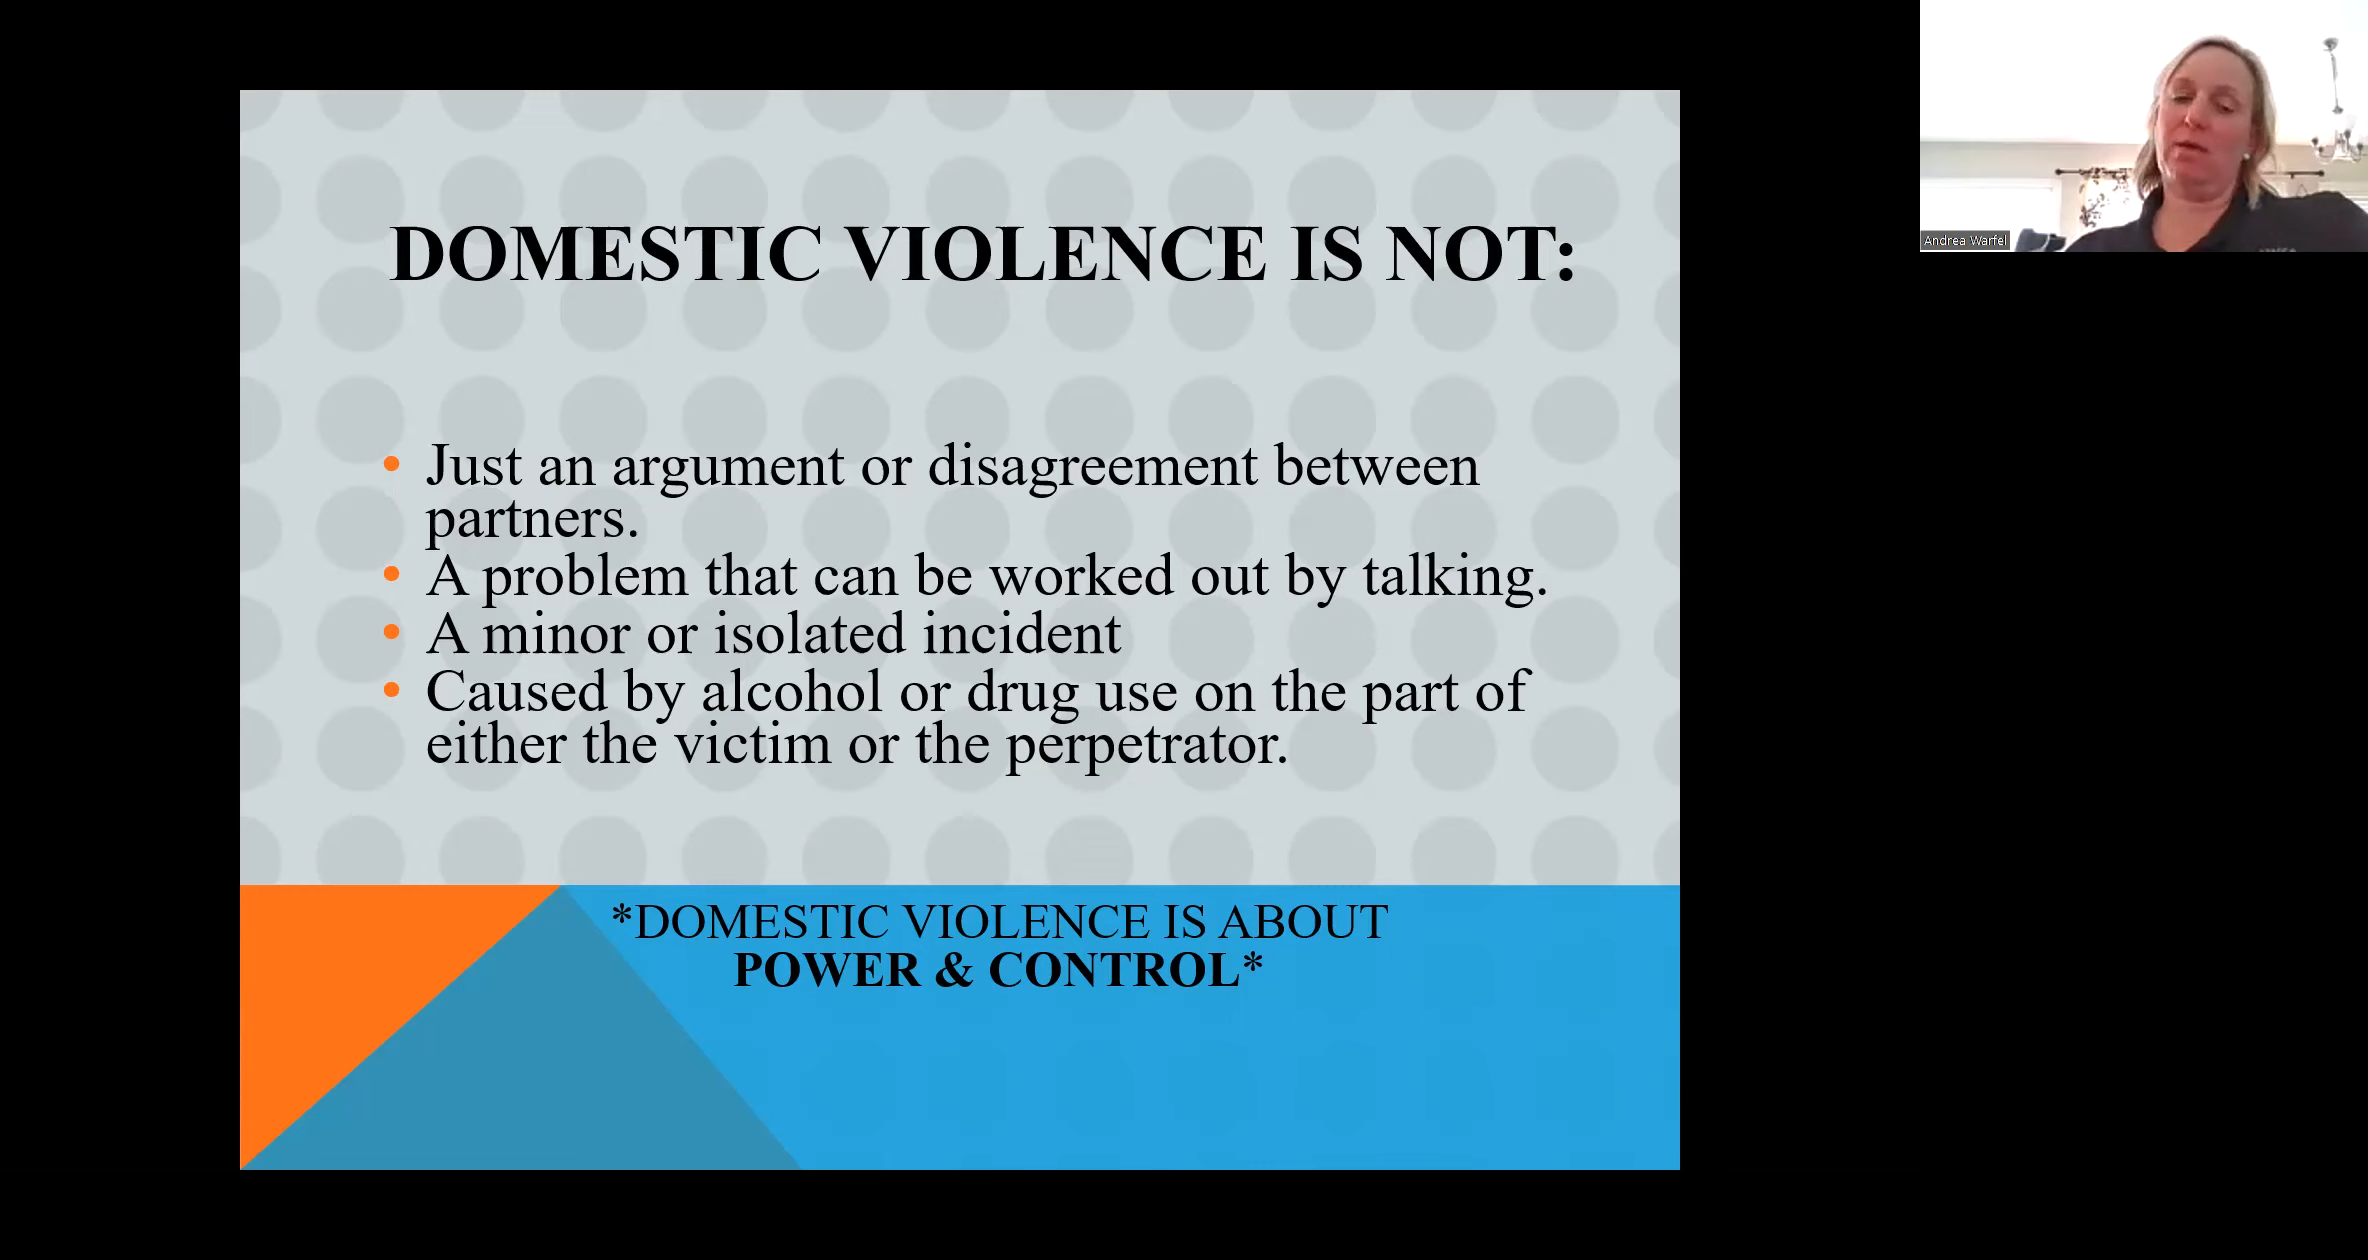 DOMESTIC VIOLENCE IS NOT:
• Just an argument or disagreement between
partners.
• A problem that can be worked out by talking.
• A minor or isolated incident
• Caused by alcohol or drug use on the part of
either the victim or the perpetrator.
*DOMESTIC VIOLENCE IS ABOUT
POWER & CONTROL*
Andrea Warfel